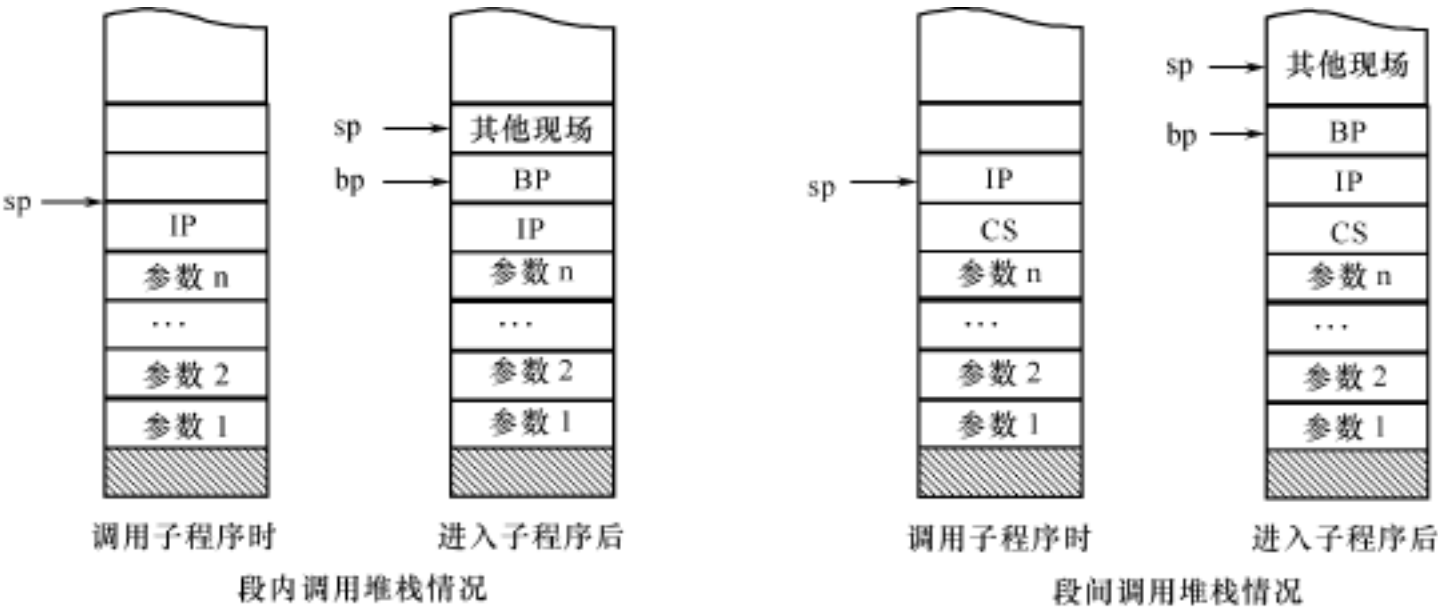 sp
IP
参数 n
…
参数 2
参数 1
调用子程序时
sp
其他现场
bp
BP
IP
参数 n
…
参数 2
参数 1
进入子程序后
段内调用堆栈情况
sp
IP
CS
参数 n
…
参数 2
参数 1
调用子程序时
sp
其他现场
bp
BP
IP
CS
参数 n
…
参数 2
参数 1
进入子程序后
段间调用堆栈情况